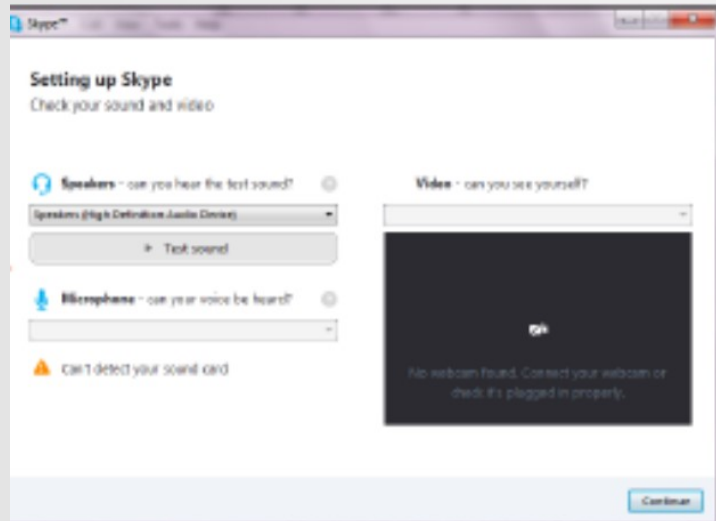 Skype™
Setting up Skype
Check your sound and video
Speakers - can you hear the test sound?
Speakers (High Definition Audio Device)
Test sound
Microphone - can your voice be heard?
Can't detect your sound card
Video - can you see yourself?
No webcam found. Connect your webcam or
check it's plugged in properly.
Continue